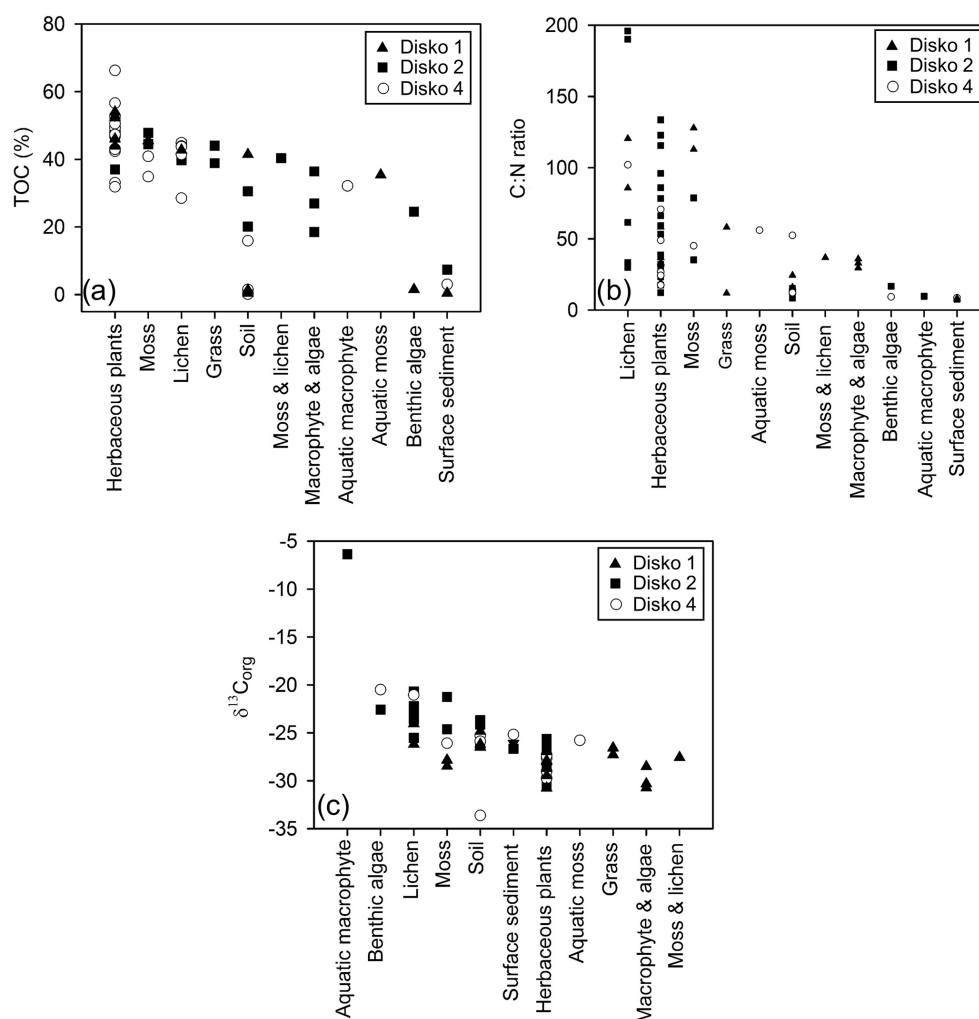 80
60
40
20
0
TOC (%)
Disko 1
Disko 2
Disko 4
(a)
Herbaceous plants
Moss
Lichen
Grass
Soil
Moss & lichen
Macrophyte & algae
Aquatic macrophyte
Aquatic moss
Benthic algae
Surface sediment
200
150
100
50
0
C:N ratio
Disko 1
Disko 2
Disko 4
(b)
Lichen
Herbaceous plants
Moss
Grass
Aquatic moss
Soil
Moss & lichen
Macrophyte & algae
Benthic algae
Aquatic macrophyte
Surface sediment
-5
-10
-15
-20
-25
-30
-35
δ¹³C_org
Disko 1
Disko 2
Disko 4
(c)
Aquatic macrophyte
Benthic algae
Lichen
Moss
Soil
Surface sediment
Herbaceous plants
Aquatic moss
Grass
Macrophyte & algae
Moss & lichen